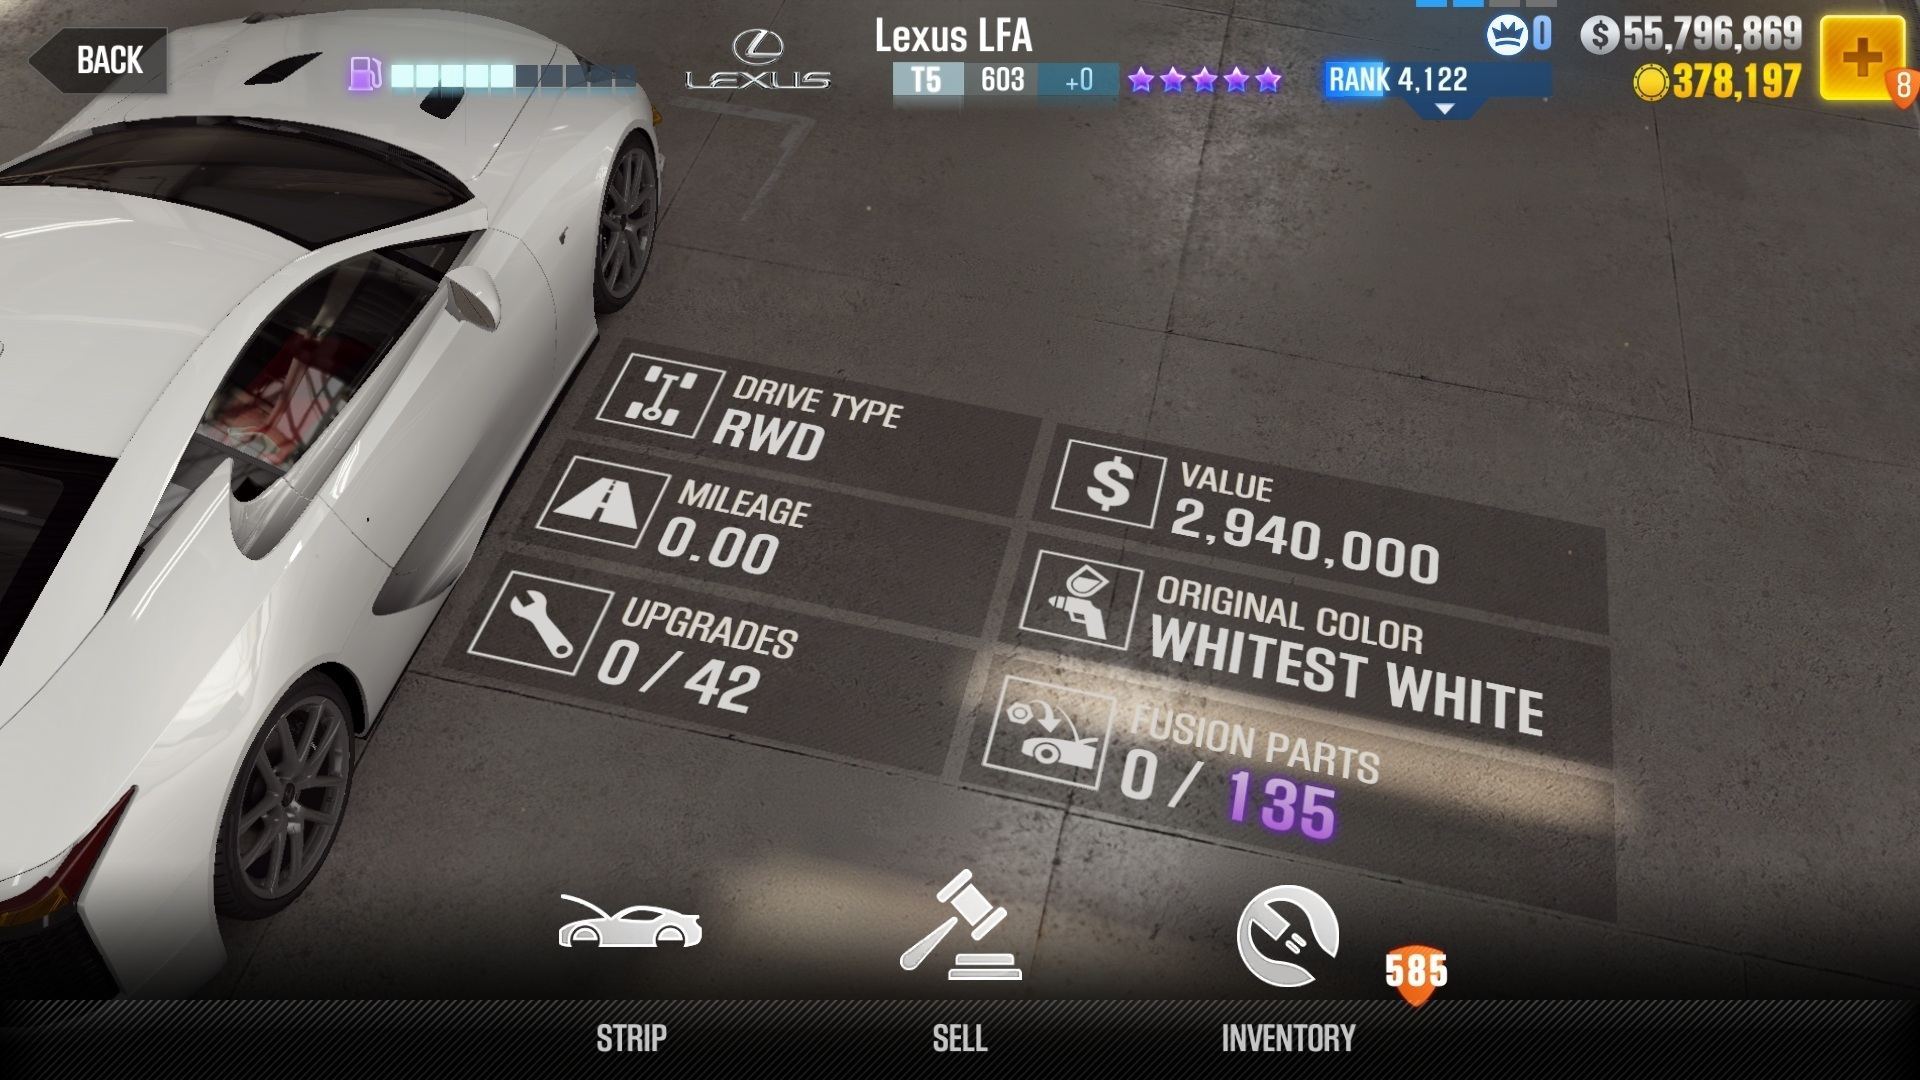 BACK
LEXUS
Lexus LFA
T5 603 +0
RANK 4,122
0
$ 55,796,869
378,197
8
DRIVE TYPE
RWD
MILEAGE
0.00
UPGRADES
0 / 42
$ VALUE
2,940,000
ORIGINAL COLOR
WHITEST WHITE
FUSION PARTS
0 / 135
585
STRIP
SELL
INVENTORY